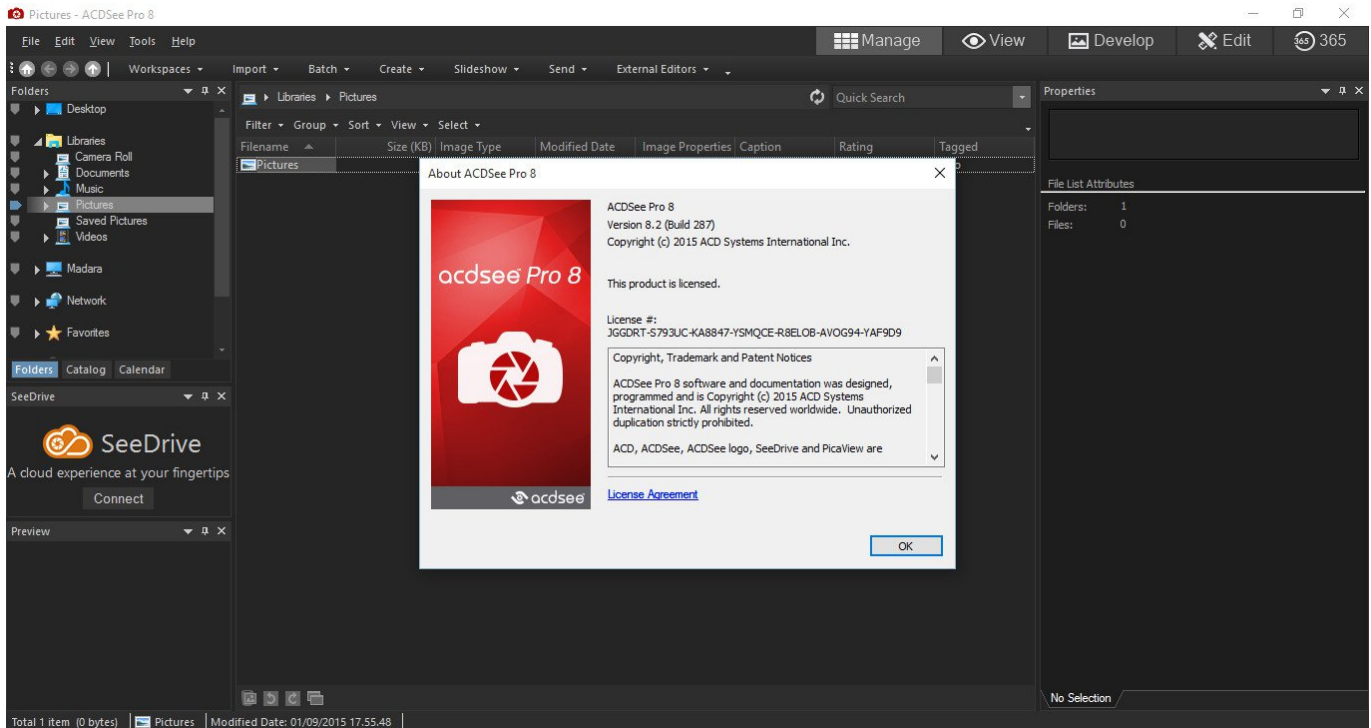 Pictures - ACDSee Pro 8
File Edit View Tools Help
Manage View Develop Edit 365 365
Workspaces Import Batch Create Slideshow Send External Editors
Folders
Desktop
Libraries
Camera Roll
Documents
Music
Pictures
Saved Pictures
Videos
Madara
Network
Favorites
Folders Catalog Calendar
SeeDrive
SeeDrive
A cloud experience at your fingertips
Connect
Preview
Libraries Pictures
Quick Search
Filter Group Sort View Select
Filename Size (KB) Image Type Modified Date Image Properties Caption Rating Tagged
Pictures
About ACDSee Pro 8
acdsee Pro 8
acdsee
ACDSee Pro 8
Version 8.2 (Build 287)
Copyright (c) 2015 ACD Systems International Inc.
This product is licensed.
License #:
JGGDRT-S793UC-KA8847-YSMQCE-R8ELOB-AVOG94-YAF9D9
Copyright, Trademark and Patent Notices
ACDSee Pro 8 software and documentation was designed,
programmed and is Copyright (c) 2015 ACD Systems
International Inc. All rights reserved worldwide. Unauthorized
duplication strictly prohibited.
ACD, ACDSee, ACDSee logo, SeeDrive and PicaView are
License Agreement
OK
Properties
File List Attributes
Folders: 1
Files: 0
No Selection
Total 1 item (0 bytes) Pictures Modified Date: 01/09/2015 17.55.48